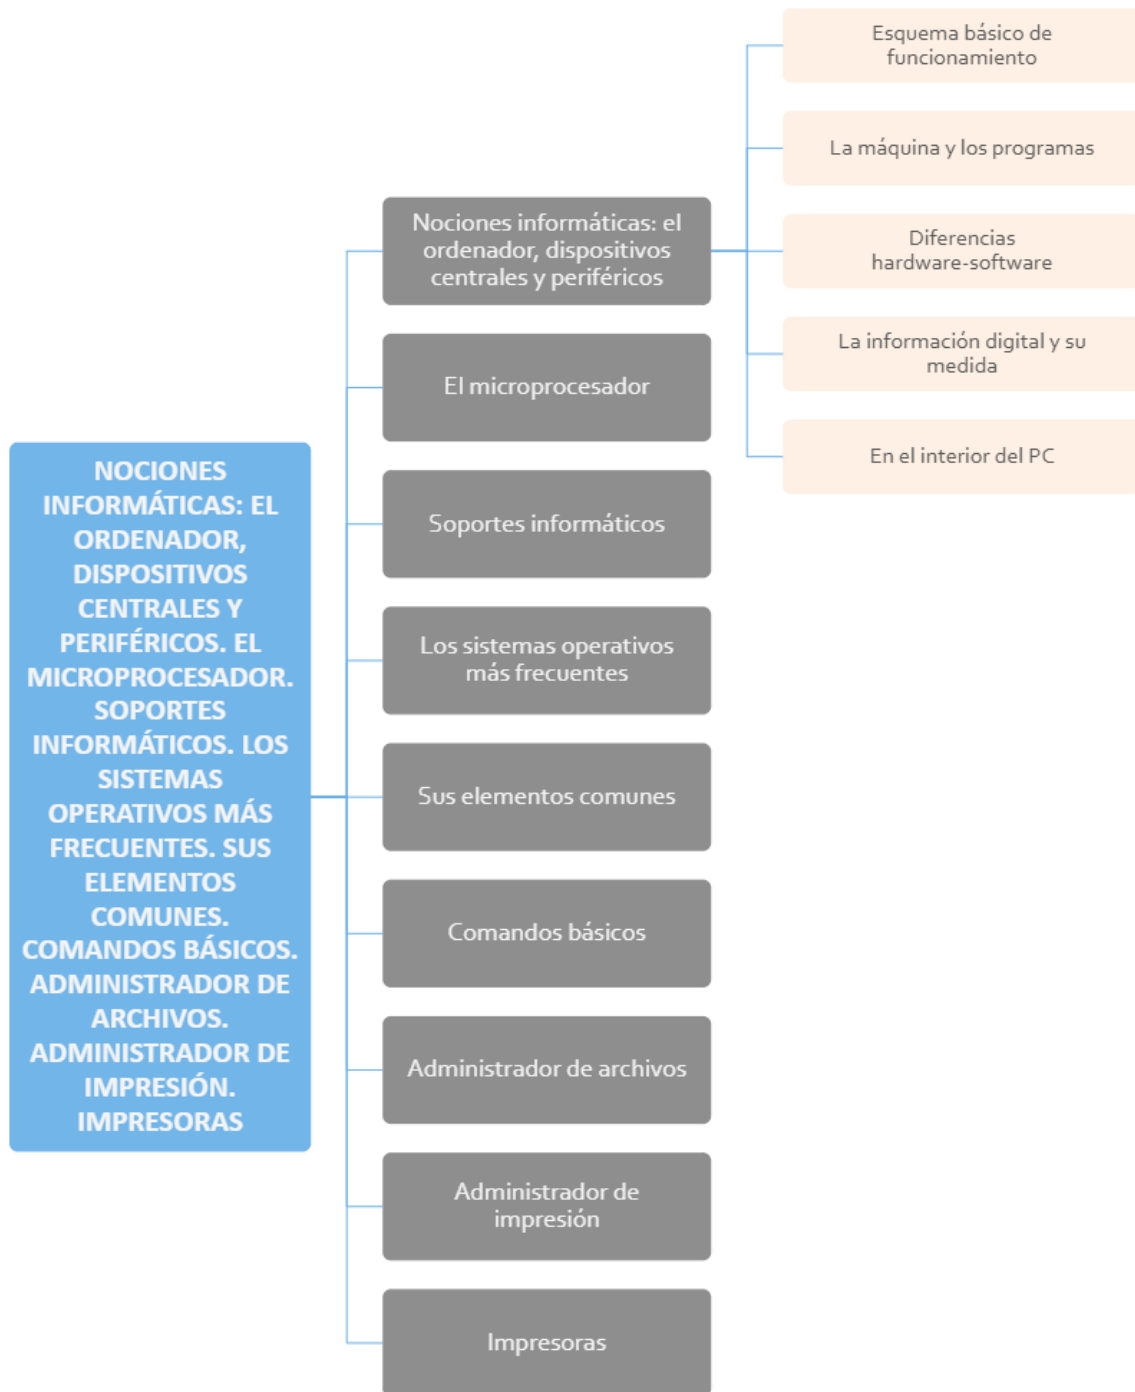 NOCIONES
INFORMÁTICAS: EL
ORDENADOR,
DISPOSITIVOS
CENTRALES Y
PERIFÉRICOS. EL
MICROPROCESADOR.
SOPORTES
INFORMÁTICOS. LOS
SISTEMAS
OPERATIVOS MÁS
FRECUENTES. SUS
ELEMENTOS
COMUNES.
COMANDOS BÁSICOS.
ADMINISTRADOR DE
ARCHIVOS.
ADMINISTRADOR DE
IMPRESIÓN.
IMPRESORAS
Nociones informáticas: el
ordenador, dispositivos
centrales y periféricos
Esquema básico de
funcionamiento
La máquina y los programas
Diferencias
hardware-software
La información digital y su
medida
En el interior del PC
El microprocesador
Soportes informáticos
Los sistemas operativos
más frecuentes
Sus elementos comunes
Comandos básicos
Administrador de archivos
Administrador de
impresión
Impresoras